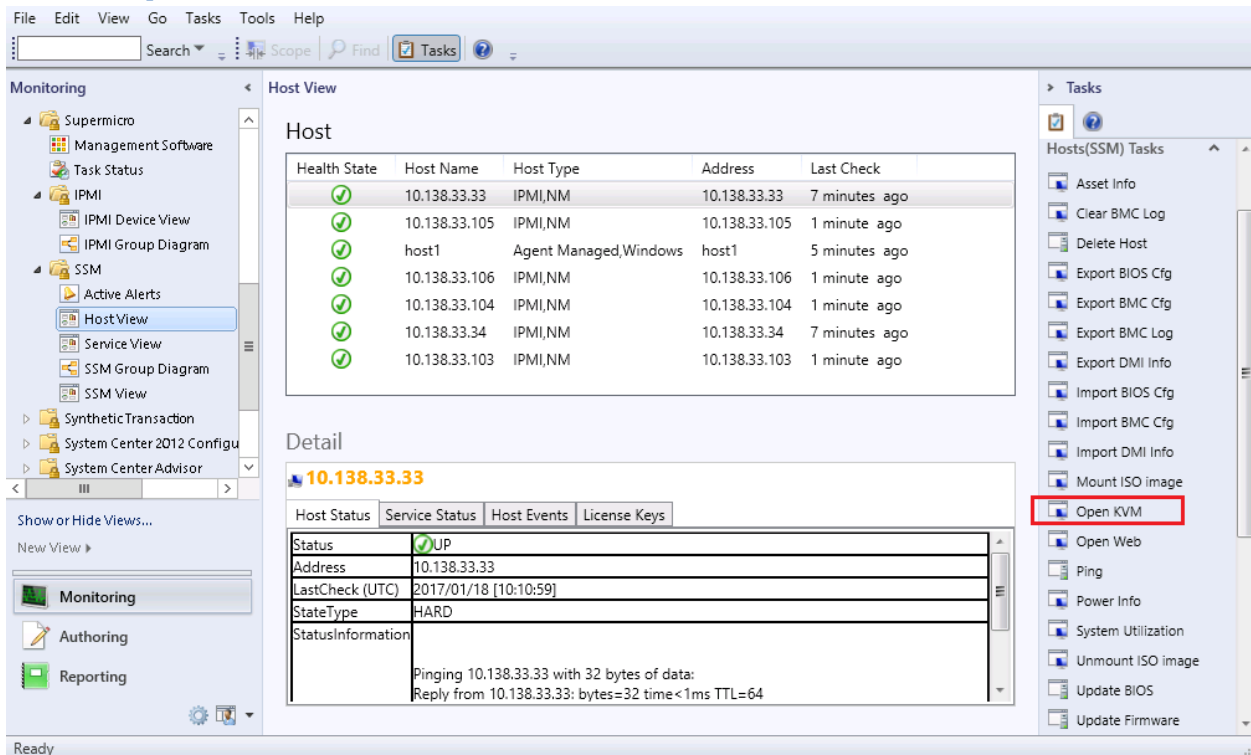 File Edit View Go Tasks Tools Help
Search Scope Find Tasks
Monitoring
Supermicro
Management Software
Task Status
IPMI
IPMI Device View
IPMI Group Diagram
SSM
Active Alerts
Host View
Service View
SSM Group Diagram
SSM View
Synthetic Transaction
System Center 2012 Configu
System Center Advisor
Show or Hide Views...
New View
Monitoring
Authoring
Reporting
Host View
Host
Health State Host Name Host Type Address Last Check
10.138.33.33 IPMI,NM 10.138.33.33 7 minutes ago
10.138.33.105 IPMI,NM 10.138.33.105 1 minute ago
host1 Agent Managed,Windows host1 5 minutes ago
10.138.33.106 IPMI,NM 10.138.33.106 1 minute ago
10.138.33.104 IPMI,NM 10.138.33.104 1 minute ago
10.138.33.34 IPMI,NM 10.138.33.34 7 minutes ago
10.138.33.103 IPMI,NM 10.138.33.103 1 minute ago
Detail
10.138.33.33
Host Status Service Status Host Events License Keys
Status UP
Address 10.138.33.33
LastCheck (UTC) 2017/01/18 [10:10:59]
StateType HARD
StatusInformation
Pinging 10.138.33.33 with 32 bytes of data:
Reply from 10.138.33.33: bytes=32 time<1ms TTL=64
Tasks
Hosts(SSM) Tasks
Asset Info
Clear BMC Log
Delete Host
Export BIOS Cfg
Export BMC Cfg
Export BMC Log
Export DMI Info
Import BIOS Cfg
Import BMC Cfg
Import DMI Info
Mount ISO image
Open KVM
Open Web
Ping
Power Info
System Utilization
Unmount ISO image
Update BIOS
Update Firmware
Ready